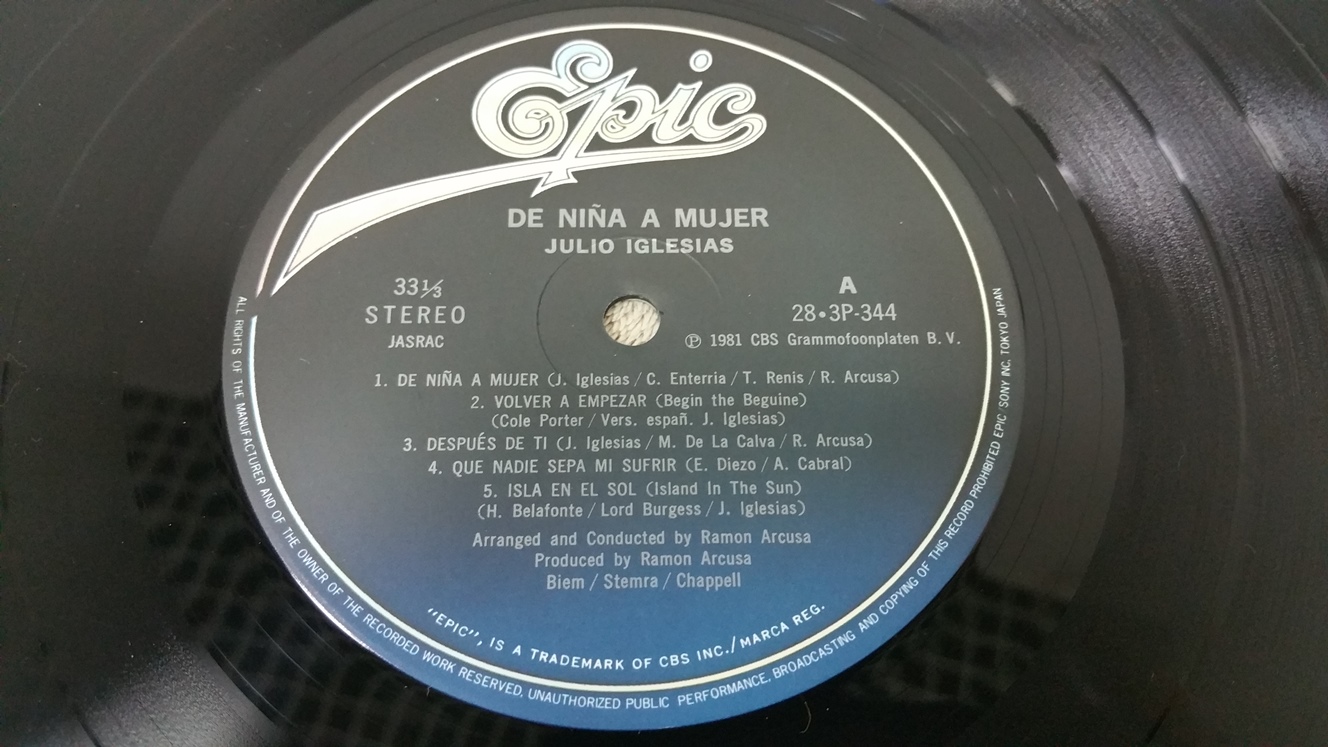 Epic
DE NIÑA A MUJER
JULIO IGLESIAS
33⅓
STEREO
JASRAC
A
28•3P-344
Ⓟ 1981 CBS Grammofoonplaten B. V.
1. DE NIÑA A MUJER (J. Iglesias / C. Enterria / T. Renis / R. Arcusa)
2. VOLVER A EMPEZAR (Begin the Beguine)
(Cole Porter / Vers. españ. J. Iglesias)
3. DESPUÉS DE TI (J. Iglesias / M. De La Calva / R. Arcusa)
4. QUE NADIE SEPA MI SUFRIR (E. Diezo / A. Cabral)
5. ISLA EN EL SOL (Island In The Sun)
(H. Belafonte / Lord Burgess / J. Iglesias)
Arranged and Conducted by Ramon Arcusa
Produced by Ramon Arcusa
Biem / Stemra / Chappell
"EPIC", IS A TRADEMARK OF CBS INC./MARCA REG.
ALL RIGHTS OF THE MANUFACTURER AND OF THE OWNER OF THE RECORDED WORK RESERVED. UNAUTHORIZED PUBLIC PERFORMANCE, BROADCASTING AND COPYING OF THIS RECORD PROHIBITED EPIC/SONY INC. TOKYO JAPAN